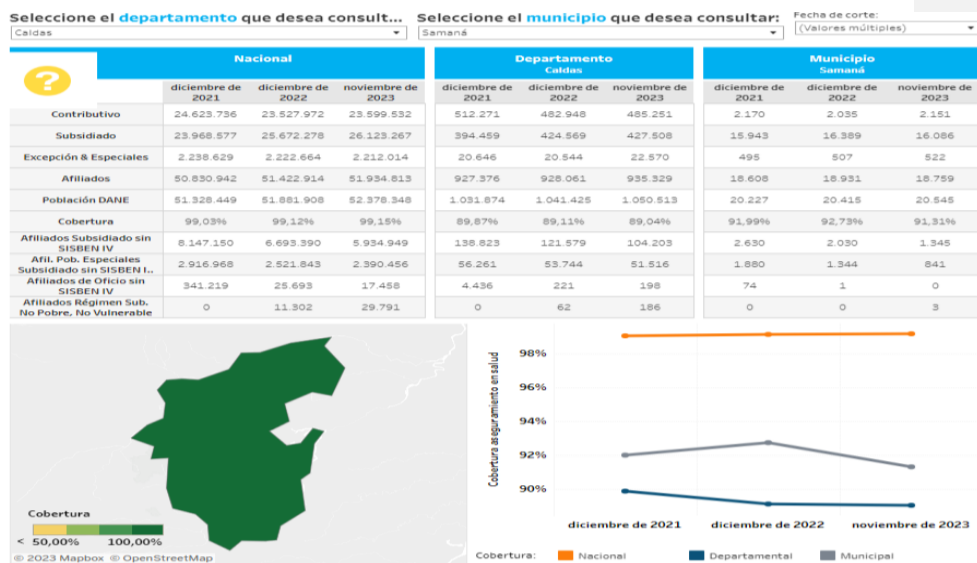 Seleccione el departamento que desea consult... Seleccione el municipio que desea consultar: Fecha de corte:
Caldas Samaná (Valores múltiples)
? Nacional Departamento Municipio
Caldas Samaná
diciembre de 2021 diciembre de 2022 noviembre de 2023 diciembre de 2021 diciembre de 2022 noviembre de 2023 diciembre de 2021 diciembre de 2022 noviembre de 2023
Contributivo 24.623.736 23.527.972 23.599.532 512.271 482.948 485.251 2.170 2.035 2.151
Subsidiado 23.968.577 25.672.278 26.123.267 394.459 424.569 427.508 15.943 16.389 16.086
Excepción & Especiales 2.238.629 2.222.664 2.212.014 20.646 20.544 22.570 495 507 522
Afiliados 50.830.942 51.422.914 51.934.813 927.376 928.061 935.329 18.608 18.931 18.759
Población DANE 51.328.449 51.881.908 52.378.348 1.031.874 1.041.425 1.050.513 20.227 20.415 20.545
Cobertura 99,03% 99,12% 99,15% 89,87% 89,11% 89,04% 91,99% 92,73% 91,31%
Afiliados Subsidiado sin SISBEN IV 8.147.150 6.693.390 5.934.949 138.823 121.579 104.203 2.630 2.030 1.345
Afil. Pob. Especiales Subsidiado sin SISBEN I.. 2.916.968 2.521.843 2.390.456 56.261 53.744 51.516 1.880 1.344 841
Afiliados de Oficio sin SISBEN IV 341.219 25.693 17.458 4.436 221 198 74 1 0
Afiliados Régimen Sub. No Pobre, No Vulnerable 0 11.302 29.791 0 62 186 0 0 3
Cobertura aseguramiento en salud
98%
96%
94%
92%
90%
diciembre de 2021 diciembre de 2022 noviembre de 2023
Cobertura
< 50,00% 100,00%
© 2023 Mapbox © OpenStreetMap
Cobertura: Nacional Departamental Municipal